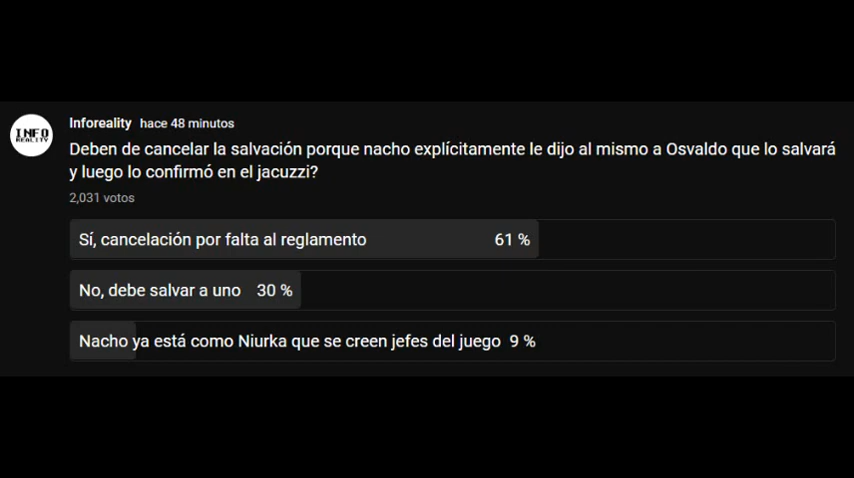 INFO
REALITY
Inforeality hace 48 minutos
Deben de cancelar la salvación porque nacho explícitamente le dijo al mismo a Osvaldo que lo salvará
y luego lo confirmó en el jacuzzi?
2,031 votos
Sí, cancelación por falta al reglamento 61 %
No, debe salvar a uno 30 %
Nacho ya está como Niurka que se creen jefes del juego 9 %